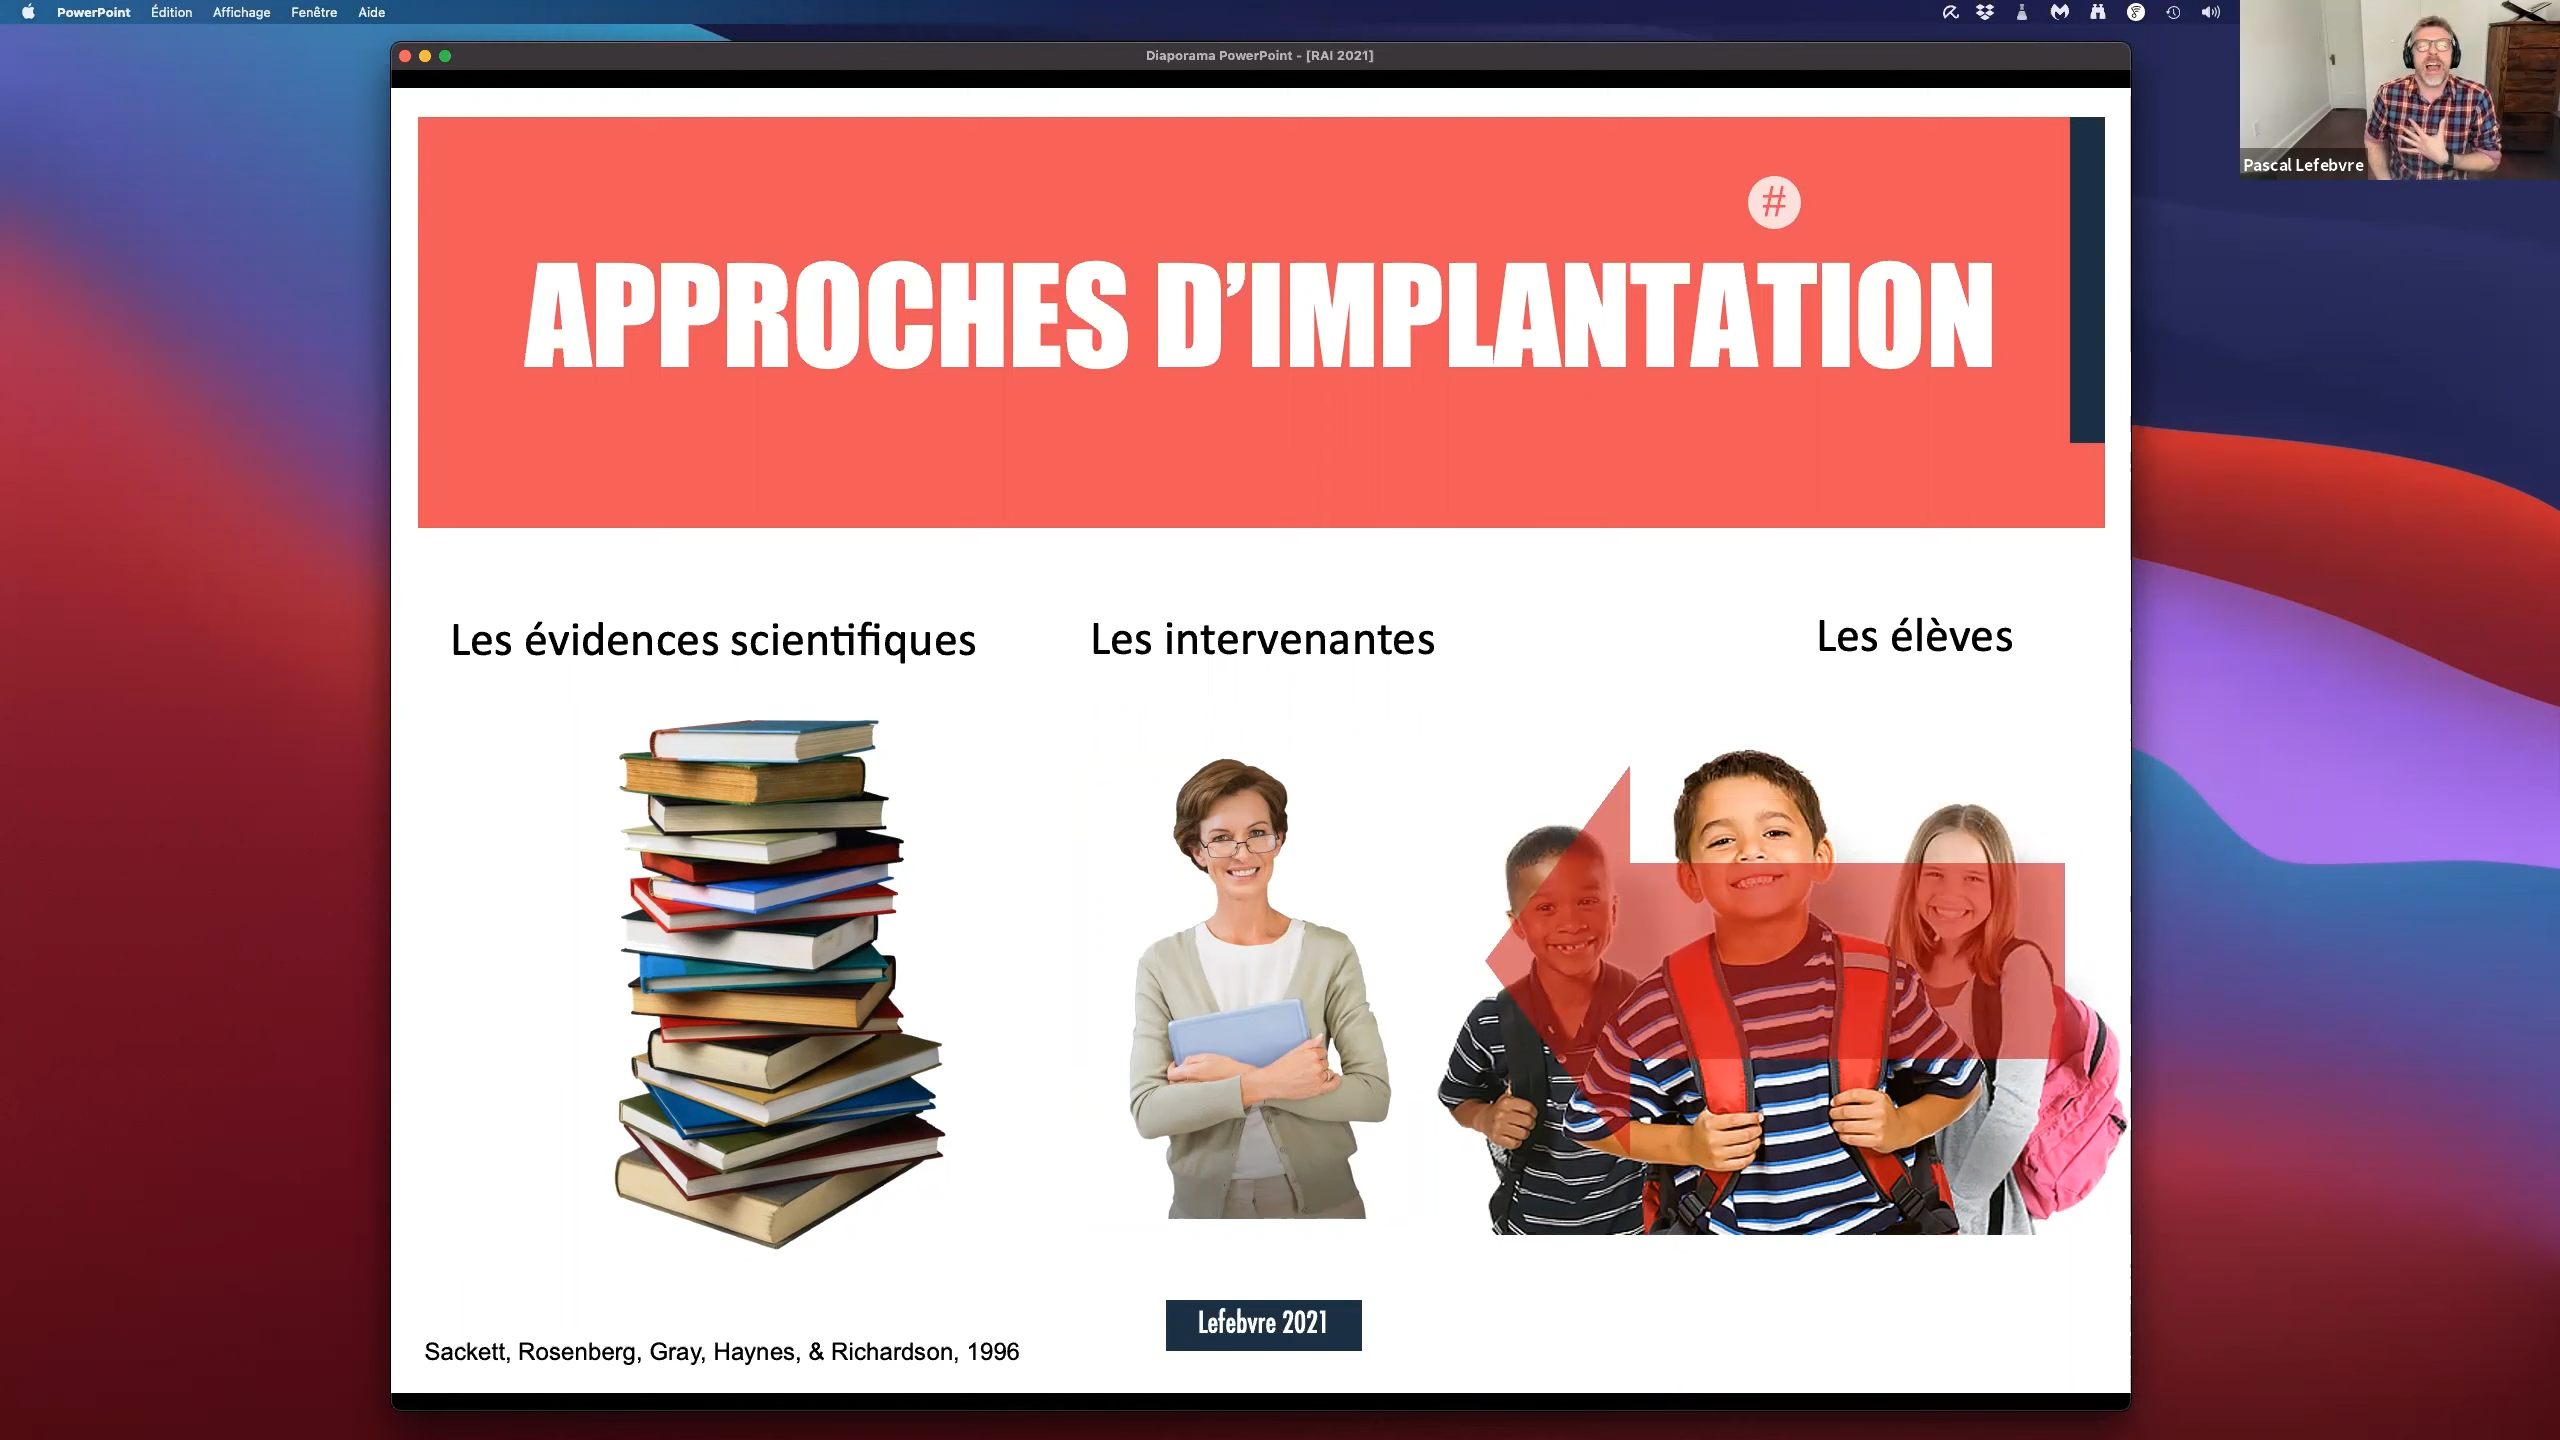 PowerPoint Édition Affichage Fenêtre Aide
Diaporama PowerPoint - [RAI 2021]
Pascal Lefebvre
#
APPROCHES D’IMPLANTATION
Les évidences scientifiques
Les intervenantes
Les élèves
Lefebvre 2021
Sackett, Rosenberg, Gray, Haynes, & Richardson, 1996